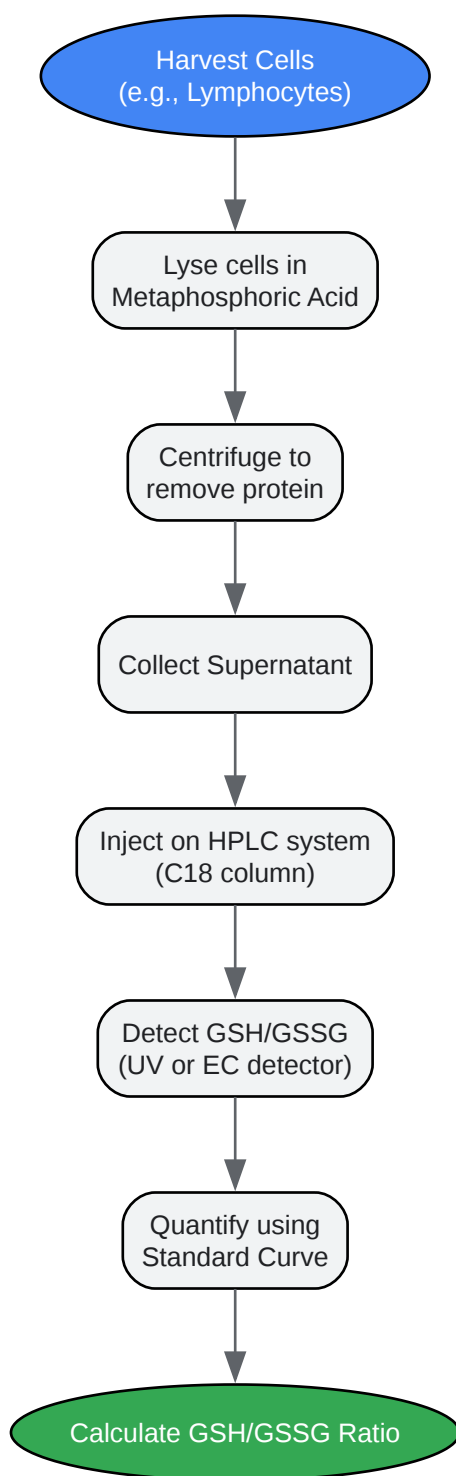 Harvest Cells
(e.g., Lymphocytes)
Lyse cells in
Metaphosphoric Acid
Centrifuge to
remove protein
Collect Supernatant
Inject on HPLC system
(C18 column)
Detect GSH/GSSG
(UV or EC detector)
Quantify using
Standard Curve
Calculate GSH/GSSG Ratio